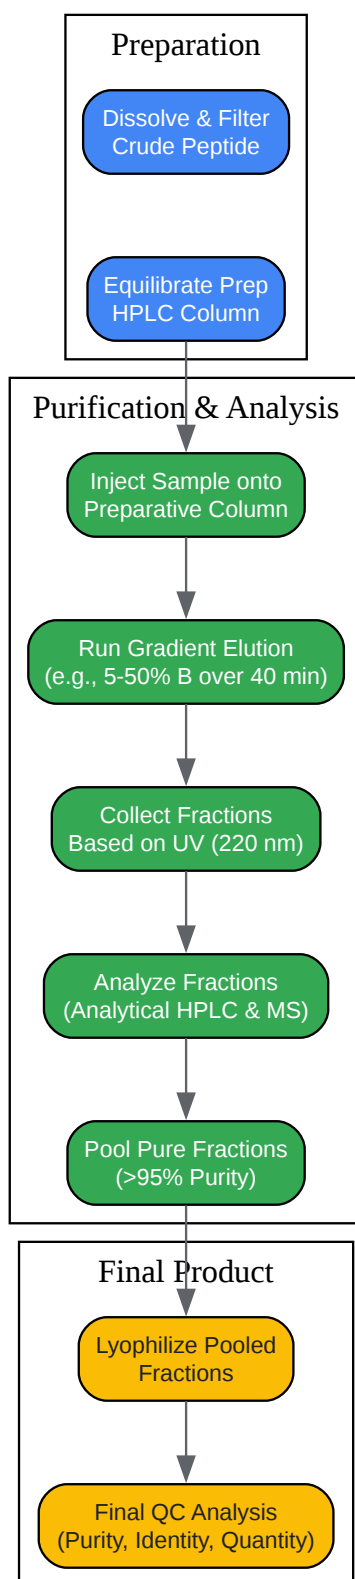 Preparation
Dissolve & Filter
Crude Peptide
Equilibrate Prep
HPLC Column
Purification & Analysis
Inject Sample onto
Preparative Column
Run Gradient Elution
(e.g., 5-50% B over 40 min)
Collect Fractions
Based on UV (220 nm)
Analyze Fractions
(Analytical HPLC & MS)
Pool Pure Fractions
(>95% Purity)
Final Product
Lyophilize Pooled
Fractions
Final QC Analysis
(Purity, Identity, Quantity)